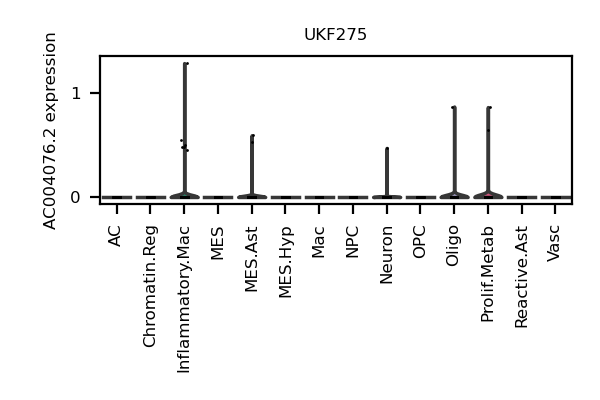 UKF275
AC004076.2 expression
1
0
AC
Chromatin.Reg
Inflammatory.Mac
MES
MES.Ast
MES.Hyp
Mac
NPC
Neuron
OPC
Oligo
Prolif.Metab
Reactive.Ast
Vasc